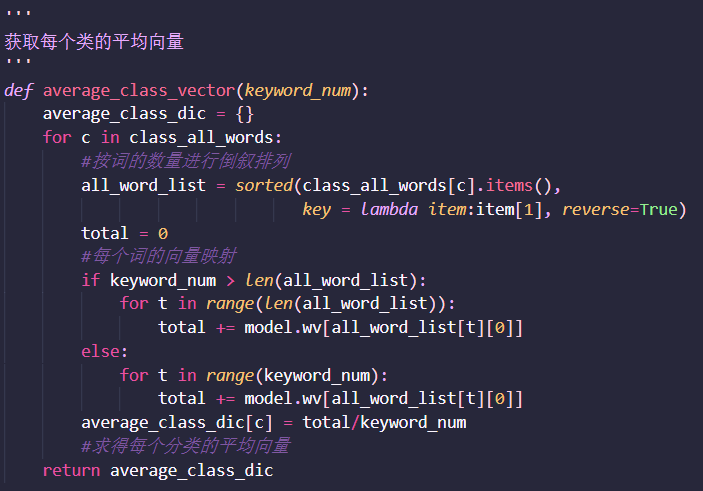 '''
获取每个类的平均向量
'''
def average_class_vector(keyword_num):
    average_class_dic = {}
    for c in class_all_words:
        #按词的数量进行倒叙排列
        all_word_list = sorted(class_all_words[c].items(),
                               key = lambda item:item[1], reverse=True)
        total = 0
        #每个词的向量映射
        if keyword_num > len(all_word_list):
            for t in range(len(all_word_list)):
                total += model.wv[all_word_list[t][0]]
        else:
            for t in range(keyword_num):
                total += model.wv[all_word_list[t][0]]
        average_class_dic[c] = total/keyword_num
        #求得每个分类的平均向量
    return average_class_dic